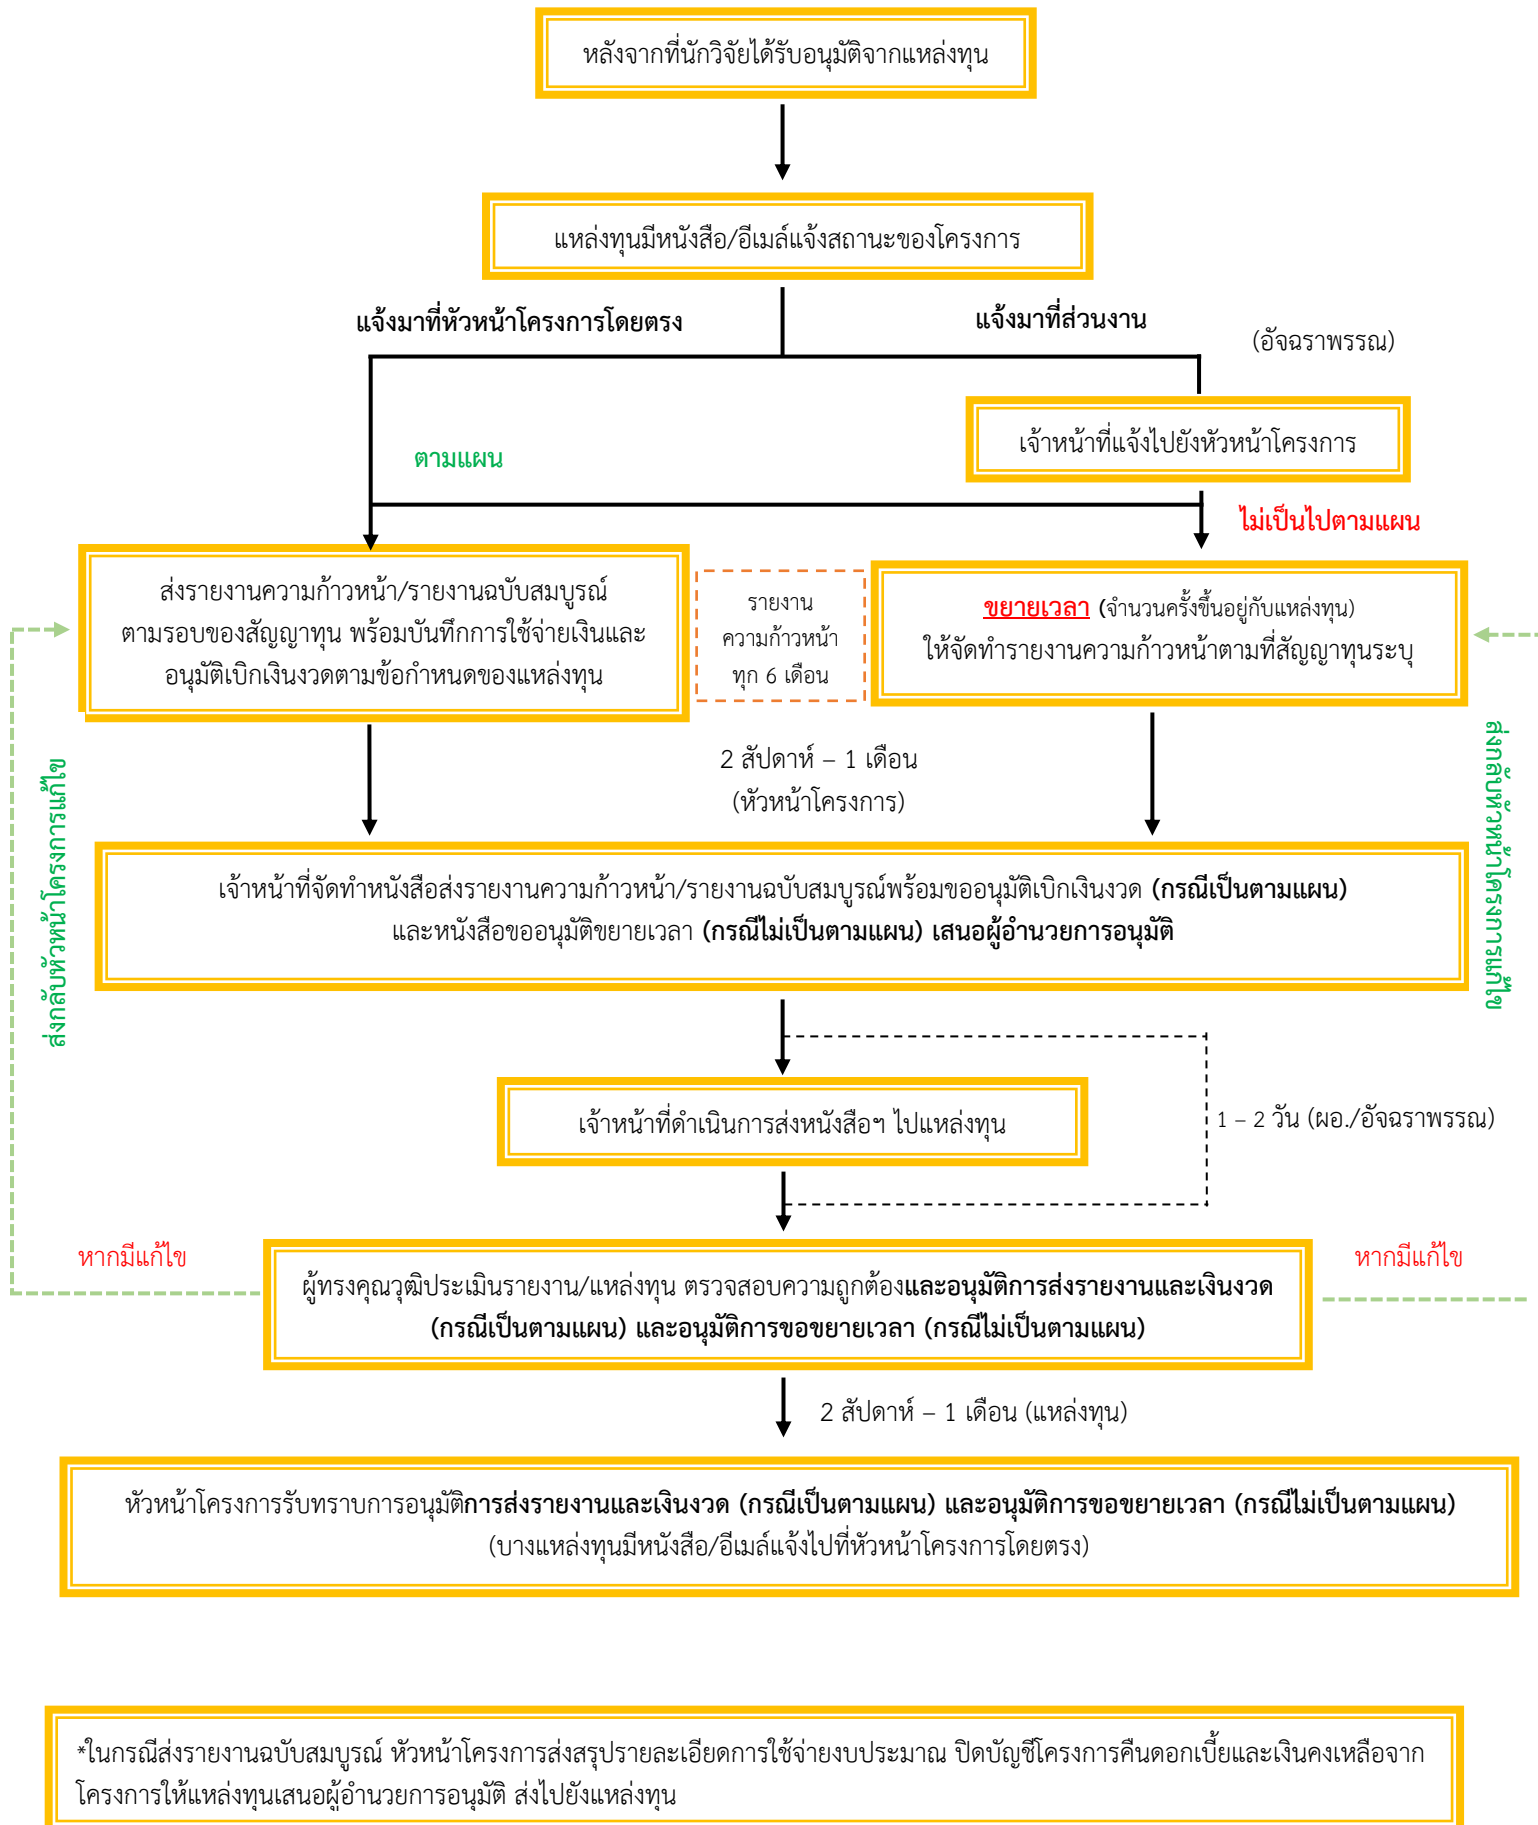 หลังจากที่นักวิจัยได้รับอนุมัติจากแหล่งทุน
แหล่งทุนมีหนังสือ/อีเมล์แจ้งสถานะของโครงการ
แจ้งมาที่หัวหน้าโครงการโดยตรง
แจ้งมาที่ส่วนงาน
(อัจฉราพรรณ)
เจ้าหน้าที่แจ้งไปยังหัวหน้าโครงการ
ตามแผน
ไม่เป็นไปตามแผน
ส่งรายงานความก้าวหน้า/รายงานฉบับสมบูรณ์
ตามรอบของสัญญาทุน พร้อมบันทึกการใช้จ่ายเงินและ
อนุมัติเบิกเงินงวดตามข้อกำหนดของแหล่งทุน
รายงาน
ความก้าวหน้า
ทุก 6 เดือน
ขยายเวลา (จำนวนครั้งขึ้นอยู่กับแหล่งทุน)
ให้จัดทำรายงานความก้าวหน้าตามที่สัญญาทุนระบุ
2 สัปดาห์ – 1 เดือน
(หัวหน้าโครงการ)
ส่งกลับหัวหน้าโครงการแก้ไข
ส่งกลับหัวหน้าโครงการแก้ไข
เจ้าหน้าที่จัดทำหนังสือส่งรายงานความก้าวหน้า/รายงานฉบับสมบูรณ์พร้อมขออนุมัติเบิกเงินงวด (กรณีเป็นตามแผน)
และหนังสือขออนุมัติขยายเวลา (กรณีไม่เป็นตามแผน) เสนอผู้อำนวยการอนุมัติ
เจ้าหน้าที่ดำเนินการส่งหนังสือฯ ไปแหล่งทุน
1 – 2 วัน (ผอ./อัจฉราพรรณ)
หากมีแก้ไข
หากมีแก้ไข
ผู้ทรงคุณวุฒิประเมินรายงาน/แหล่งทุน ตรวจสอบความถูกต้องและอนุมัติการส่งรายงานและเงินงวด
(กรณีเป็นตามแผน) และอนุมัติการขอขยายเวลา (กรณีไม่เป็นตามแผน)
2 สัปดาห์ – 1 เดือน (แหล่งทุน)
หัวหน้าโครงการรับทราบการอนุมัติการส่งรายงานและเงินงวด (กรณีเป็นตามแผน) และอนุมัติการขอขยายเวลา (กรณีไม่เป็นตามแผน)
(บางแหล่งทุนมีหนังสือ/อีเมล์แจ้งไปที่หัวหน้าโครงการโดยตรง)
*ในกรณีส่งรายงานฉบับสมบูรณ์ หัวหน้าโครงการส่งสรุปรายละเอียดการใช้จ่ายงบประมาณ ปิดบัญชีโครงการคืนดอกเบี้ยและเงินคงเหลือจาก
โครงการให้แหล่งทุนเสนอผู้อำนวยการอนุมัติ ส่งไปยังแหล่งทุน